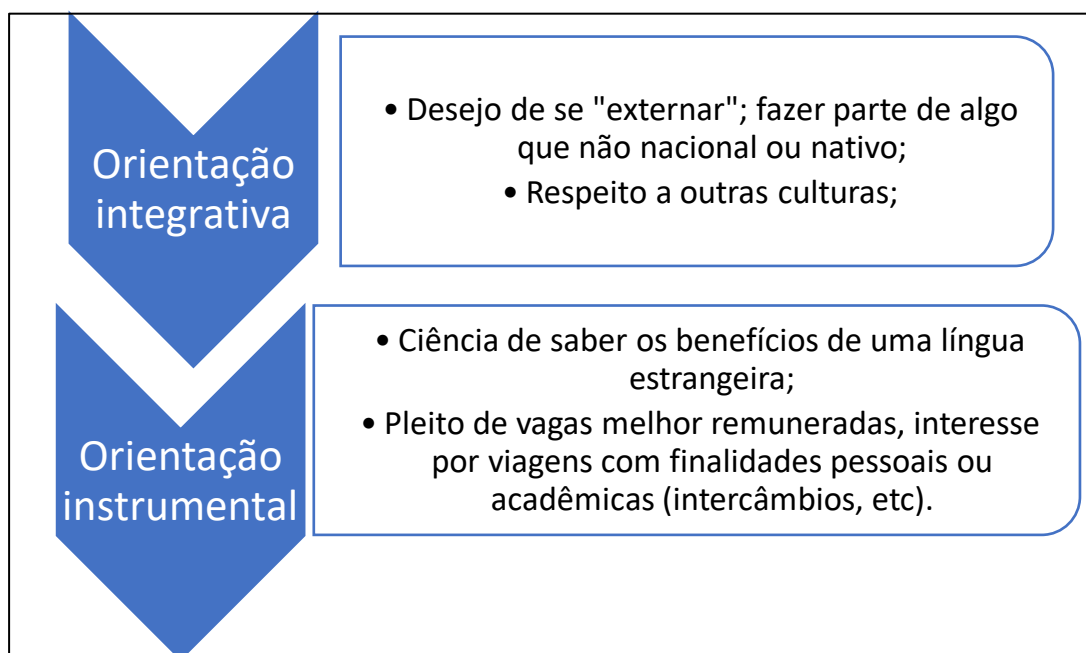 Orientação
integrativa
• Desejo de se "externar"; fazer parte de algo
que não nacional ou nativo;
• Respeito a outras culturas;
Orientação
instrumental
• Ciência de saber os benefícios de uma língua
estrangeira;
• Pleito de vagas melhor remuneradas, interesse
por viagens com finalidades pessoais ou
acadêmicas (intercâmbios, etc).